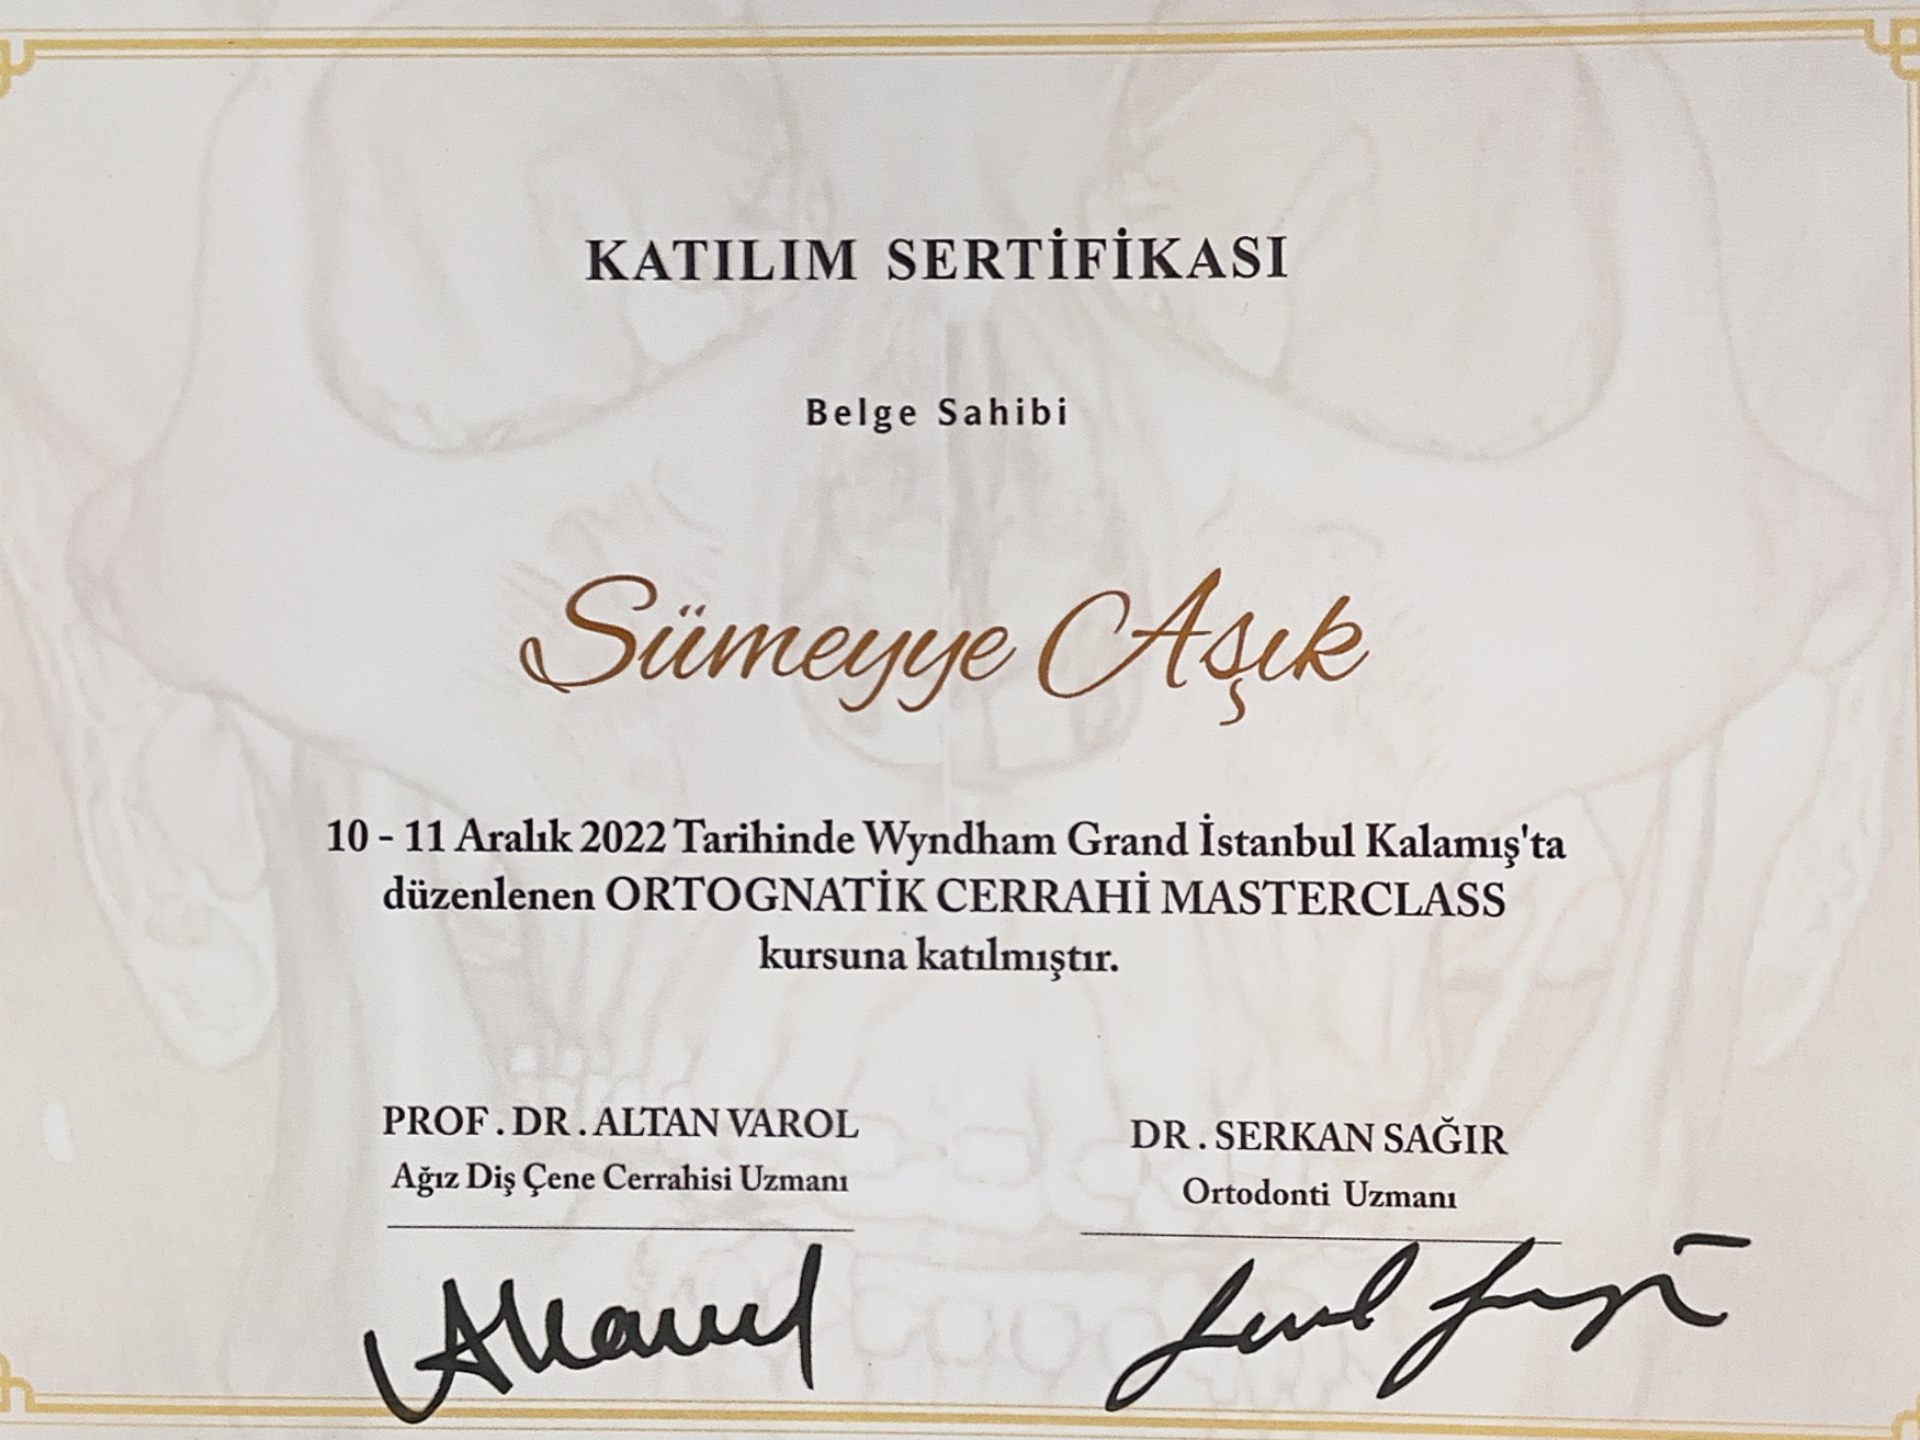 KATILIM SERTİFİKASI
Belge Sahibi
Sümeyye Aşık
10 - 11 Aralık 2022 Tarihinde Wyndham Grand İstanbul Kalamış'ta
düzenlenen ORTOGNATİK CERRAHİ MASTERCLASS
kursuna katılmıştır.
PROF. DR. ALTAN VAROL
Ağız Diş Çene Cerrahisi Uzmanı
DR. SERKAN SAĞIR
Ortodonti Uzmanı